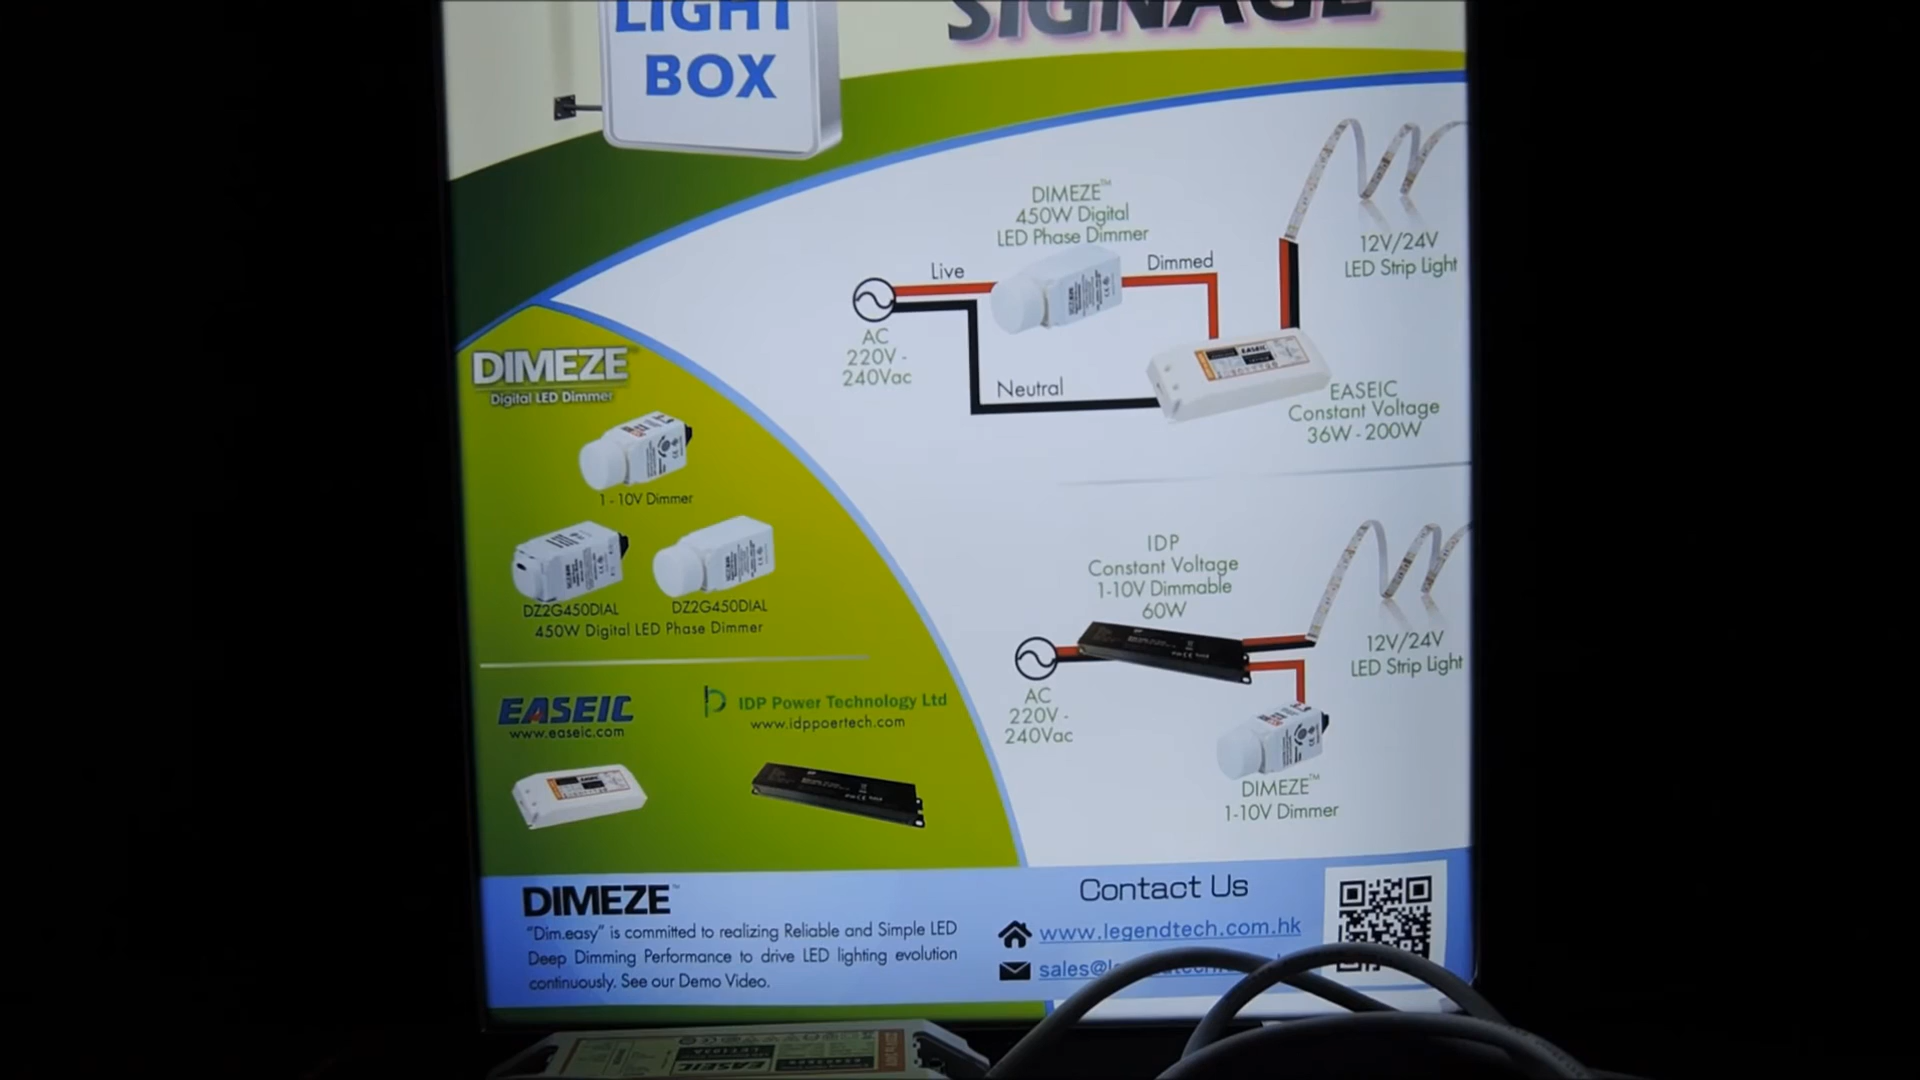 LIGHT
BOX
SIGNAGE
DIMEZE™
450W Digital
LED Phase Dimmer
Live
Dimmed
12V/24V
LED Strip Light
AC
220V -
240Vac
Neutral
EASEIC
Constant Voltage
36W - 200W
DIMEZE™
Digital LED Dimmer
1 - 10V Dimmer
DZ2G450DIAL
DZ2G450DIAL
450W Digital LED Phase Dimmer
IDP
Constant Voltage
1-10V Dimmable
60W
12V/24V
LED Strip Light
AC
220V -
240Vac
DIMEZE™
1-10V Dimmer
EASEIC
www.easeic.com
IDP Power Technology Ltd
www.idppoertech.com
DIMEZE™
"Dim.easy" is committed to realizing Reliable and Simple LED
Deep Dimming Performance to drive LED lighting evolution
continuously. See our Demo Video.
Contact Us
www.legendtech.com.hk
EASEIC